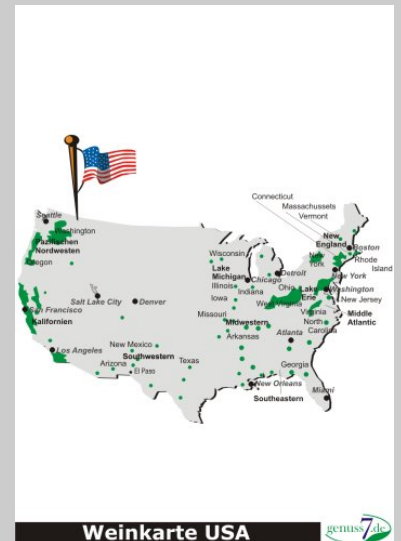 Connecticut
Massachussets
Vermont
Seattle
Washington
Pazifischen
Nordwesten
Oregon
New
England
Boston
Rhode
Island
Wisconsin
Lake
Michigan
Chicago
Detroit
New
York
New York
Illinois
Indiana
Ohio
Lake
Erie
Washington
New Jersey
Iowa
West Virginia
Virginia
Middle
Atlantic
Salt Lake City
Denver
San Francisco
Kalifornien
Missouri
Midwestern
North
Carolina
Arkansas
Atlanta
Los Angeles
New Mexico
Southwestern
Arizona
El Paso
Texas
Georgia
New Orleans
Miami
Southeastern
Weinkarte USA
genuss7.de